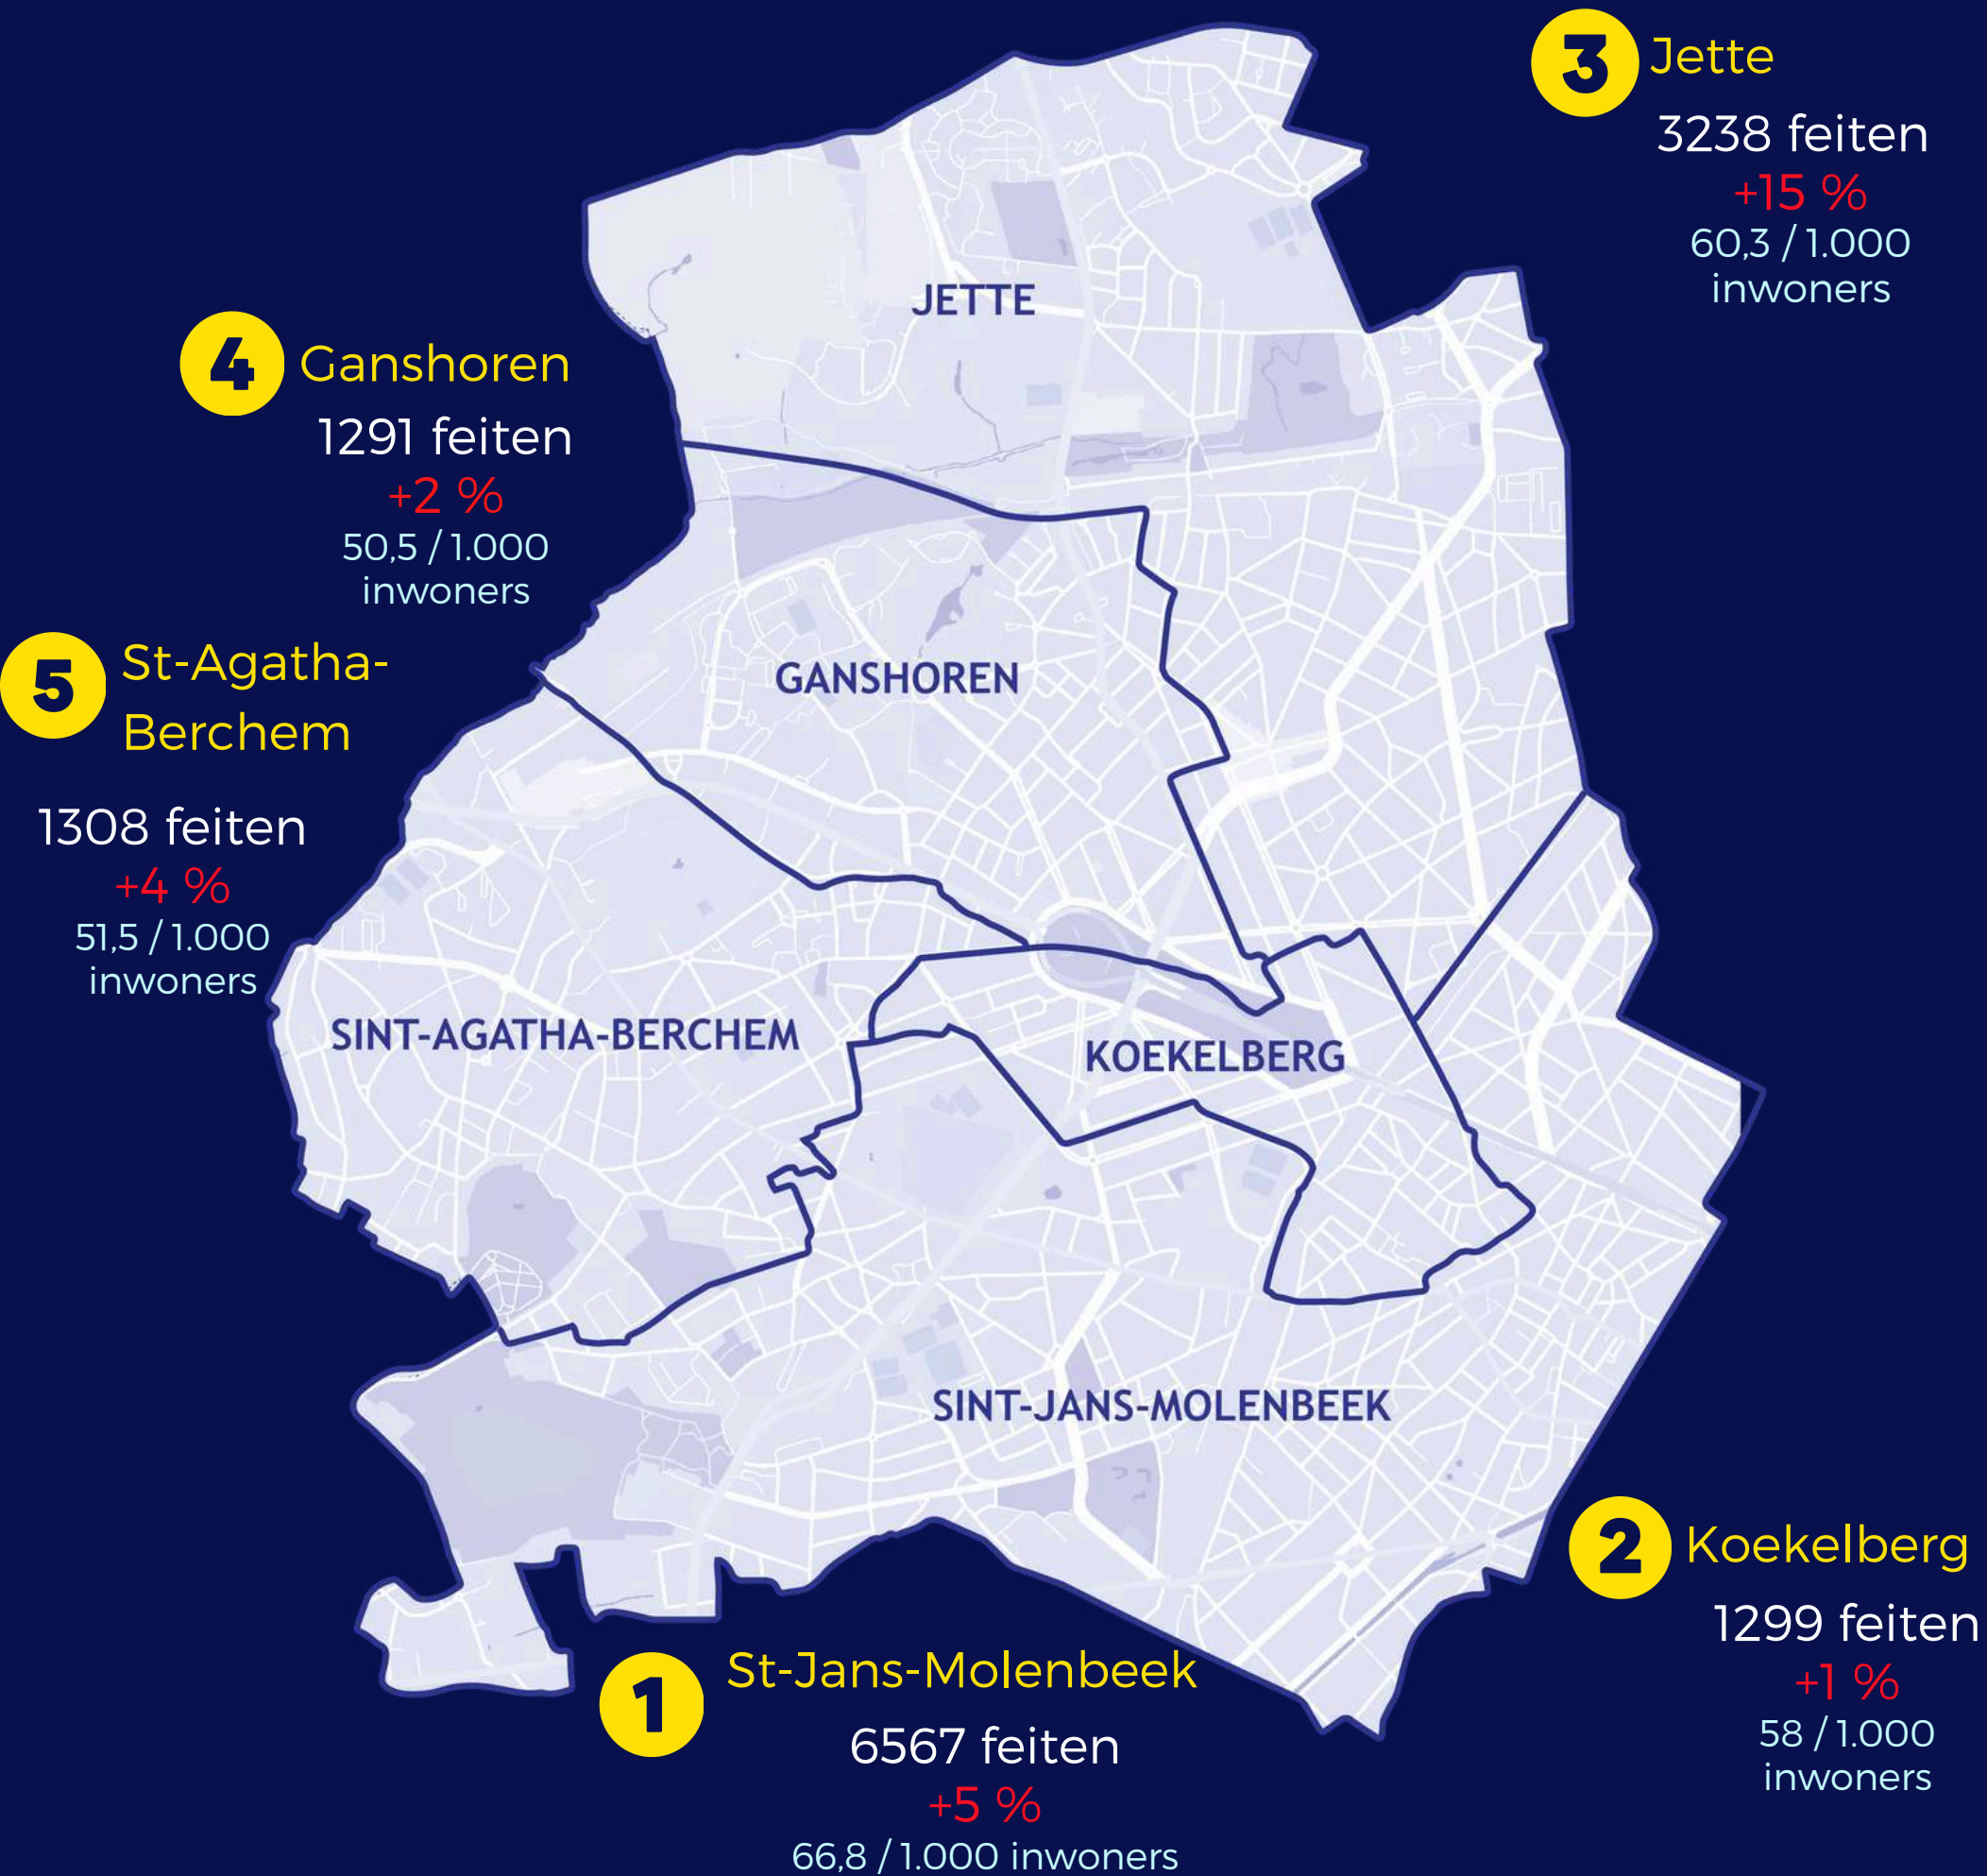 3 Jette
3238 feiten
+15 %
60,3 / 1.000
inwoners
JETTE
4 Ganshoren
1291 feiten
+2 %
50,5 / 1.000
inwoners
GANSHOREN
5 St-Agatha-
Berchem
1308 feiten
+4 %
51,5 / 1.000
inwoners
SINT-AGATHA-BERCHEM
KOEKELBERG
SINT-JANS-MOLENBEEK
2 Koekelberg
1299 feiten
+1 %
58 / 1.000
inwoners
1 St-Jans-Molenbeek
6567 feiten
+5 %
66,8 / 1.000 inwoners